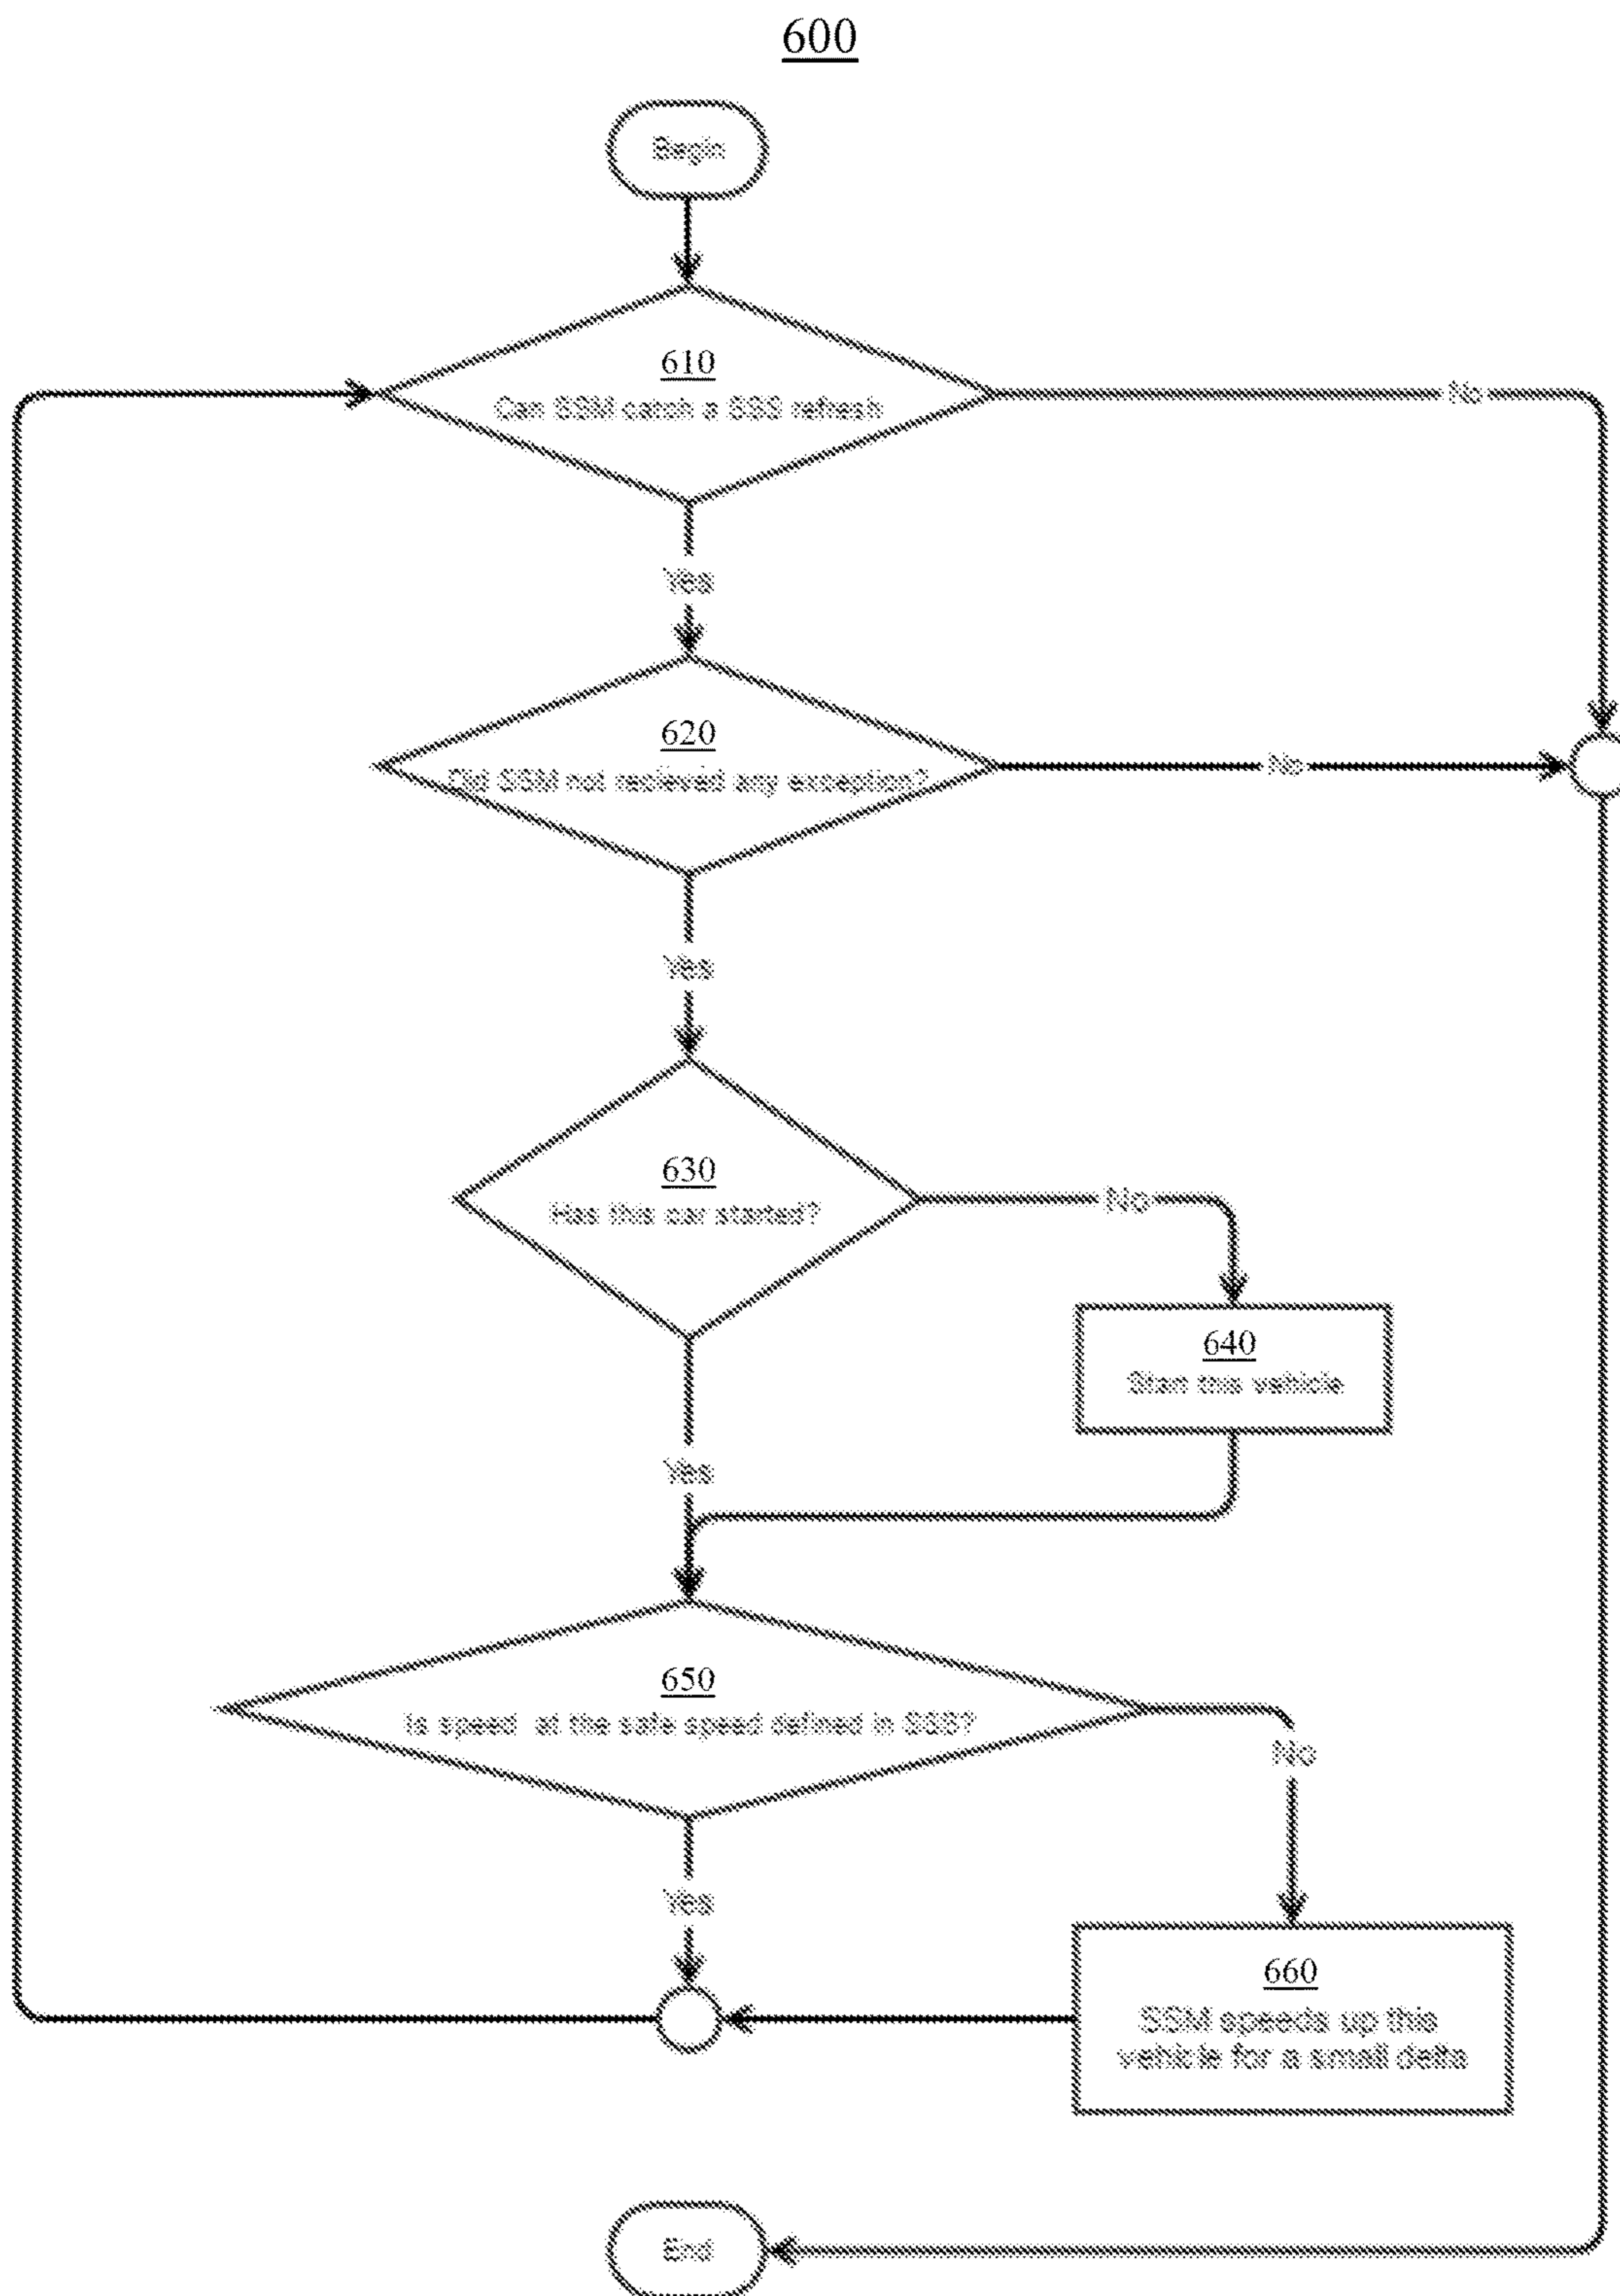 600
Begin
610
Can SSM catch a SSS refresh
No
Yes
620
Did SSM not recieved any exception?
No
Yes
630
Has this car started?
No
640
Start this vehicle
Yes
650
Is speed at the safe speed defined in SSS?
No
Yes
660
SSM speeds up this
vehicle for a small delta
End